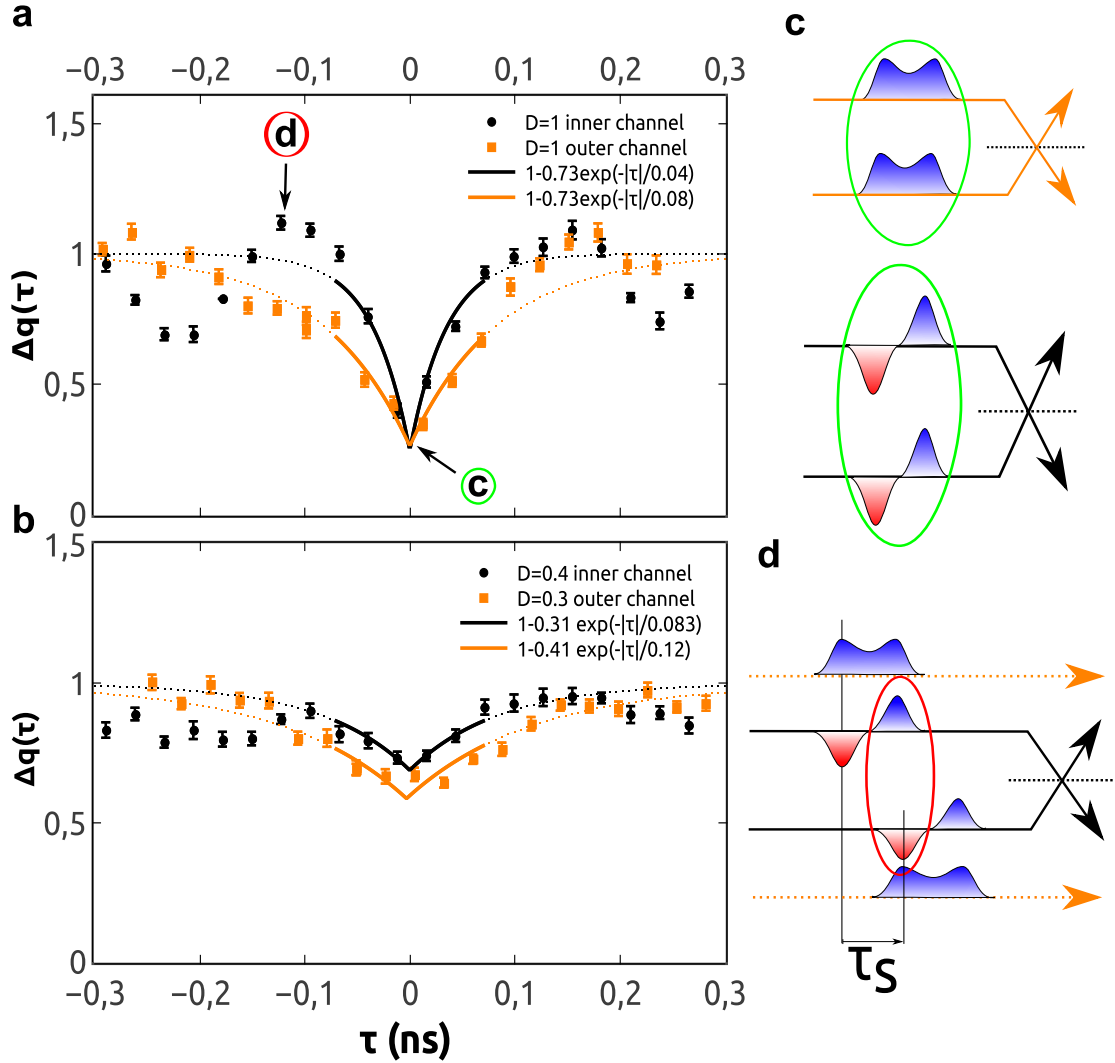 a
−0,3 −0,2 −0,1 0 0,1 0,2 0,3
1,5
1
0,5
0
Δq(τ)
d
D=1 inner channel
D=1 outer channel
1-0.73exp(-|τ|/0.04)
1-0.73exp(-|τ|/0.08)
c
b
1,5
1
0,5
0
Δq(τ)
D=0.4 inner channel
D=0.3 outer channel
1-0.31 exp(-|τ|/0.083)
1-0.41 exp(-|τ|/0.12)
−0,3 −0,2 −0,1 0 0,1 0,2 0,3
τ (ns)
c
d
τS